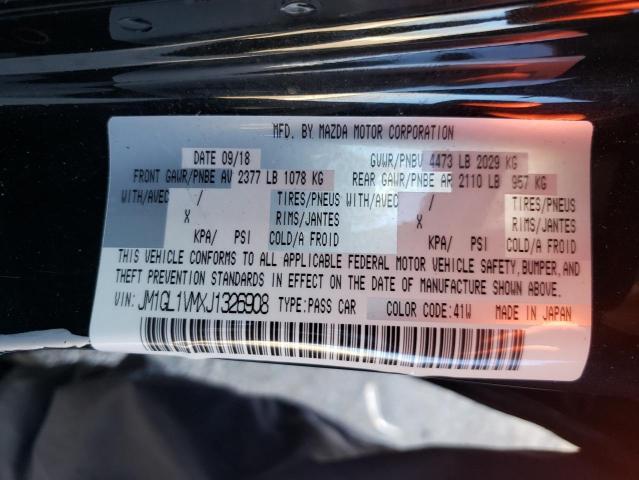 MFD. BY MAZDA MOTOR CORPORATION
DATE 09/18 GVWR/PNBV 4473 LB 2029 KG
FRONT GAWR/PNBE AV 2377 LB 1078 KG REAR GAWR/PNBE AR 2110 LB 957 KG
WITH/AVEC / TIRES/PNEUS WITH/AVEC / TIRES/PNEUS
X RIMS/JANTES X RIMS/JANTES
KPA/ PSI COLD/A FROID KPA/ PSI COLD/A FROID
THIS VEHICLE CONFORMS TO ALL APPLICABLE FEDERAL MOTOR VEHICLE SAFETY, BUMPER, AND
THEFT PREVENTION STANDARDS IN EFFECT ON THE DATE OF MANUFACTURE SHOWN ABOVE.
VIN: JM1GL1VMXJ1326908 TYPE: PASS CAR COLOR CODE: 41W MADE IN JAPAN